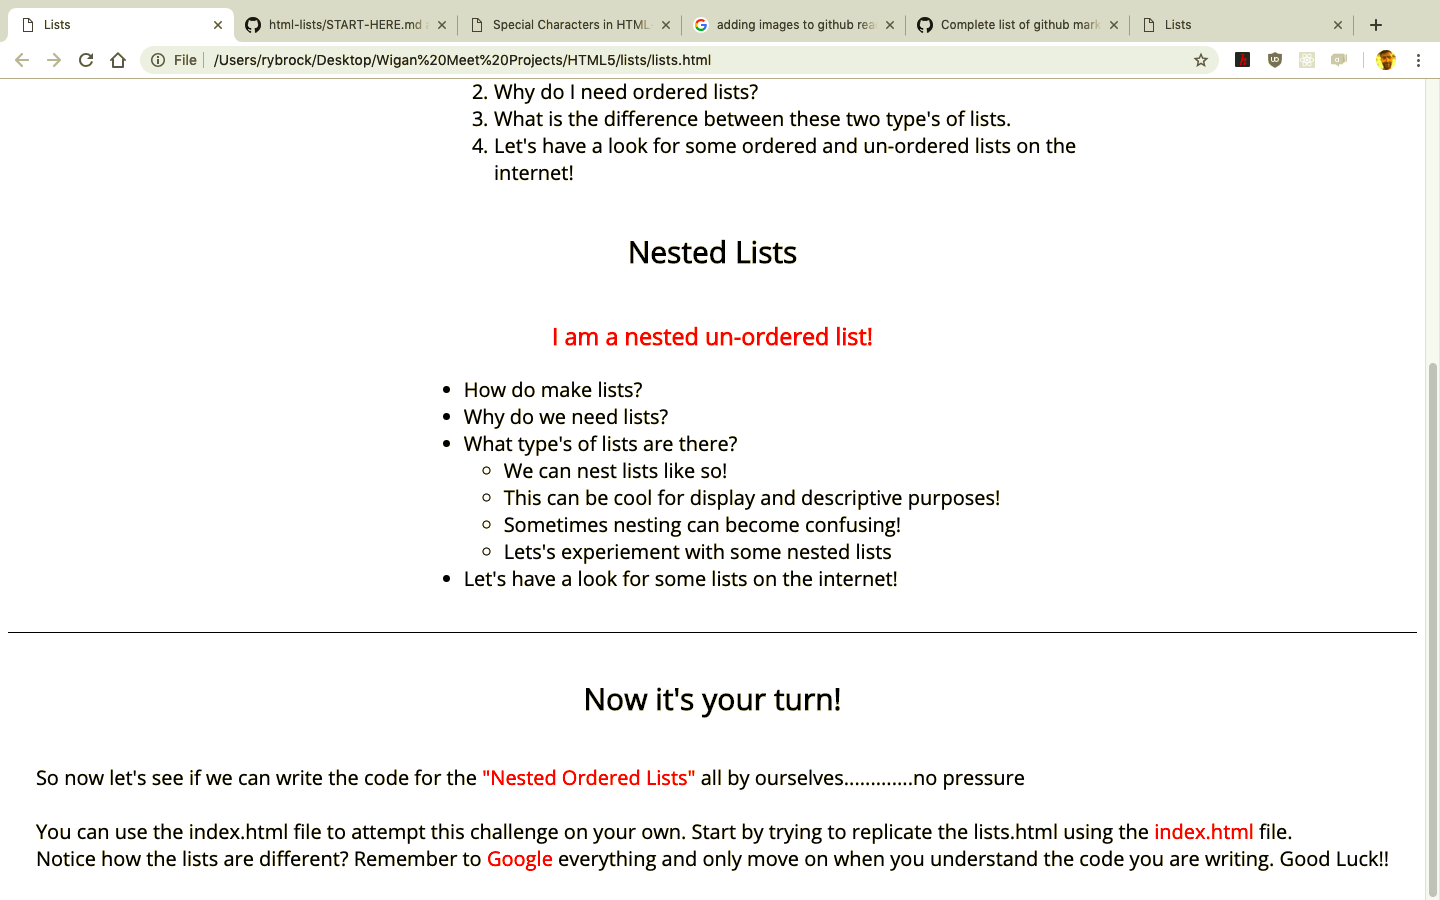 Lists
html-lists/START-HERE.md a
Special Characters in HTML
adding images to github rea
Complete list of github mark
Lists
File
/Users/rybrock/Desktop/Wigan%20Meet%20Projects/HTML5/lists/lists.html
2. Why do I need ordered lists?
3. What is the difference between these two type's of lists.
4. Let's have a look for some ordered and un-ordered lists on the
internet!
Nested Lists
I am a nested un-ordered list!
• How do make lists?
• Why do we need lists?
• What type's of lists are there?
◦ We can nest lists like so!
◦ This can be cool for display and descriptive purposes!
◦ Sometimes nesting can become confusing!
◦ Lets's experiement with some nested lists
• Let's have a look for some lists on the internet!
Now it's your turn!
So now let's see if we can write the code for the "Nested Ordered Lists" all by ourselves.............no pressure
You can use the index.html file to attempt this challenge on your own. Start by trying to replicate the lists.html using the index.html file.
Notice how the lists are different? Remember to Google everything and only move on when you understand the code you are writing. Good Luck!!